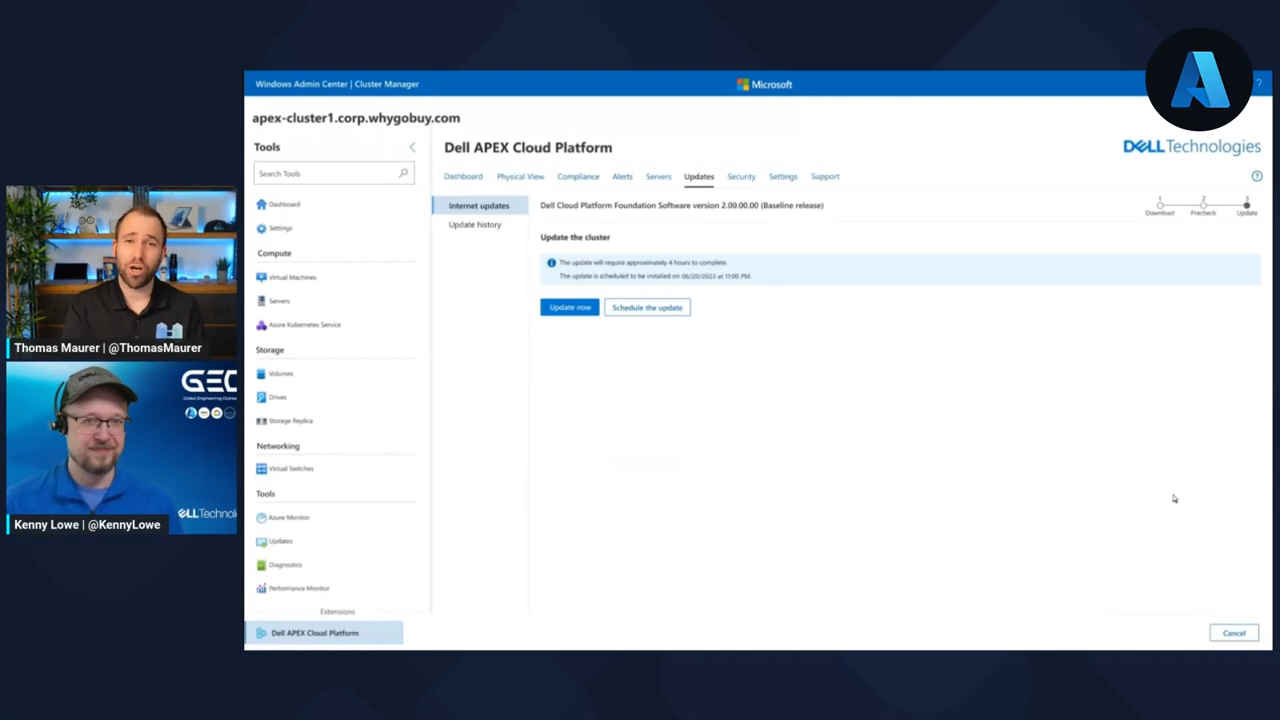 Windows Admin Center | Cluster Manager
Microsoft
?
apex-cluster1.corp.whygobuy.com
Tools
Search Tools
Dashboard
Settings
Compute
Virtual Machines
Servers
Azure Kubernetes Service
Storage
Volumes
Drives
Storage Replica
Networking
Virtual Switches
Tools
Azure Monitor
Updates
Diagnostics
Performance Monitor
Extensions
Dell APEX Cloud Platform
Dell APEX Cloud Platform
DELL Technologies
Dashboard Physical View Compliance Alerts Servers Updates Security Settings Support
Internet updates
Update history
Dell Cloud Platform Foundation Software version 2.00.00.00 (Baseline release)
1 2 3
Download Precheck Update
Update the cluster
The update will require approximately 4 hours to complete.
The update is scheduled to be installed on 06/20/2023 at 11:00 PM.
Update now Schedule the update
Cancel
Thomas Maurer | @ThomasMaurer
GEO
Global Engineering Outrea
DELL Technol
Kenny Lowe | @KennyLowe